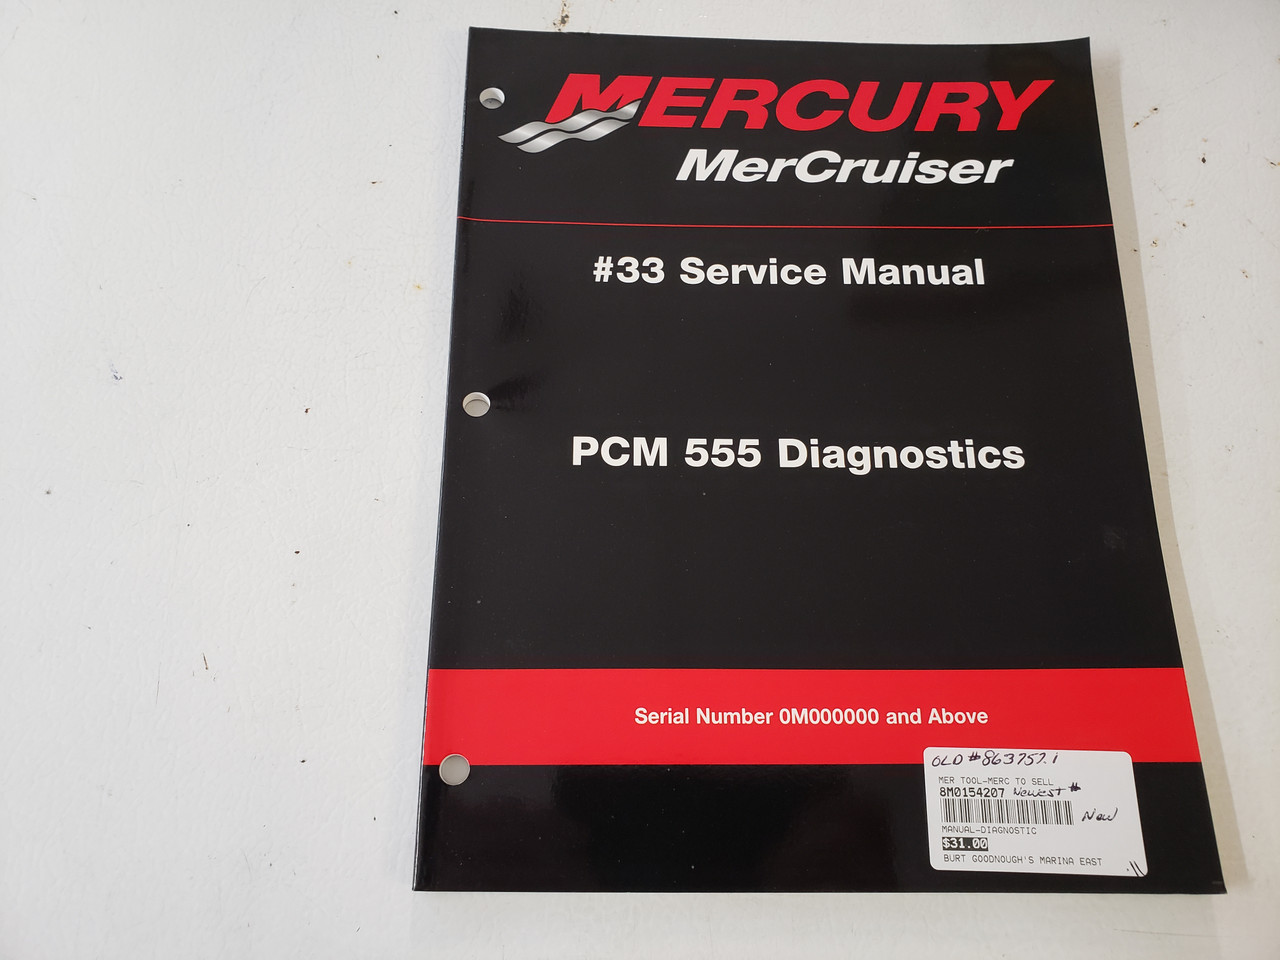 MERCURY
MerCruiser
#33 Service Manual
PCM 555 Diagnostics
Serial Number 0M000000 and Above
OLD #863757.1
MER TOOL-MERC TO SELL
8M0154207 Newest #
New
MANUAL-DIAGNOSTIC
$31.00
BURT GOODNOUGH'S MARINA EAST